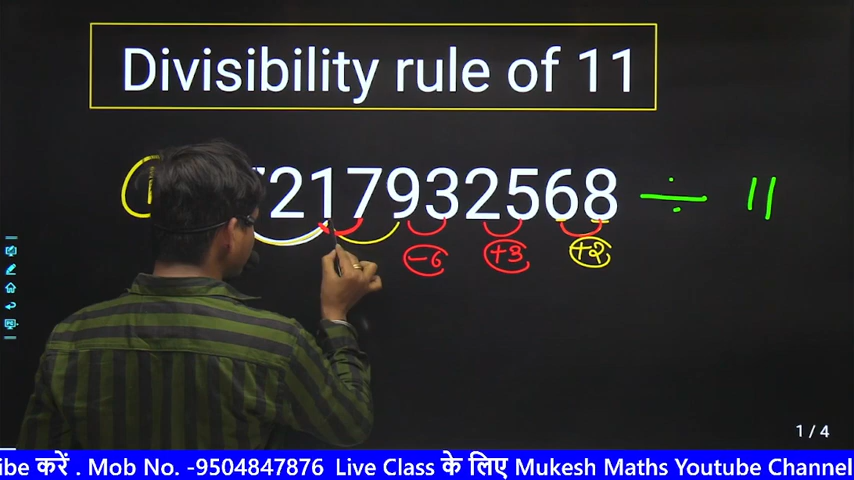 Divisibility rule of 11
7217932568 ÷ 11
-6 +3 +2
1 / 4
ibe करें . Mob No. -9504847876 Live Class के लिए Mukesh Maths Youtube Channel